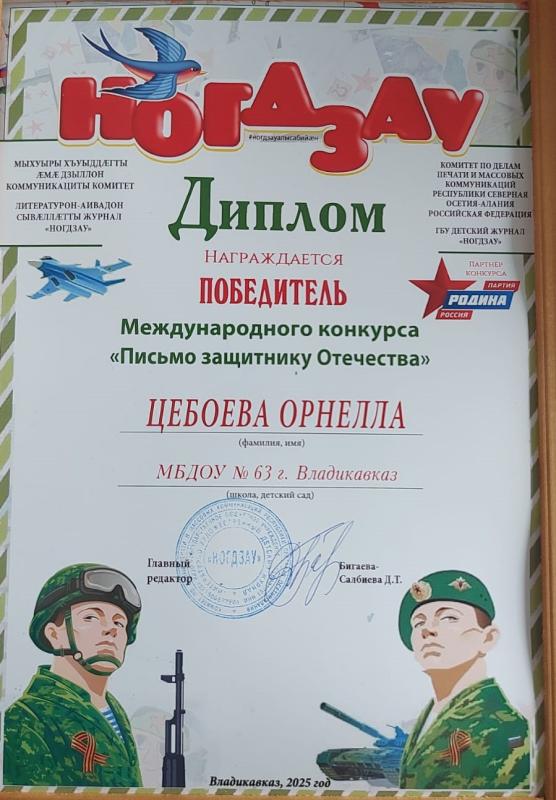 НОГДЗАУ
#ногдзауалысабийæн
МЫХУЫРЫ ХЪУЫДДÆГТЫ
ÆМÆ ДЗЫЛЛОН
КОММУНИКАЦИТЫ КОМИТЕТ
ЛИТЕРАТУРОН-АИВАДОН
СЫВÆЛЛÆТТЫ ЖУРНАЛ
«НОГДЗАУ»
КОМИТЕТ ПО ДЕЛАМ
ПЕЧАТИ И МАССОВЫХ
КОММУНИКАЦИЙ
РЕСПУБЛИКИ СЕВЕРНАЯ
ОСЕТИЯ-АЛАНИЯ
РОССИЙСКАЯ ФЕДЕРАЦИЯ
ГБУ ДЕТСКИЙ ЖУРНАЛ
«НОГДЗАУ»
ДИПЛОМ
НАГРАЖДАЕТСЯ
ПОБЕДИТЕЛЬ
ПАРТНЕР
КОНКУРСА
ПАРТИЯ
РОДИНА
РОССИЯ
Международного конкурса
«Письмо защитнику Отечества»
ЦЕБОЕВА ОРНЕЛЛА
(фамилия, имя)
МБДОУ № 63 г. Владикавказ
(школа, детский сад)
«НОГДЗАУ»
Главный
редактор
Бигаева-
Салбиева Д.Т.
Владикавказ, 2025 год